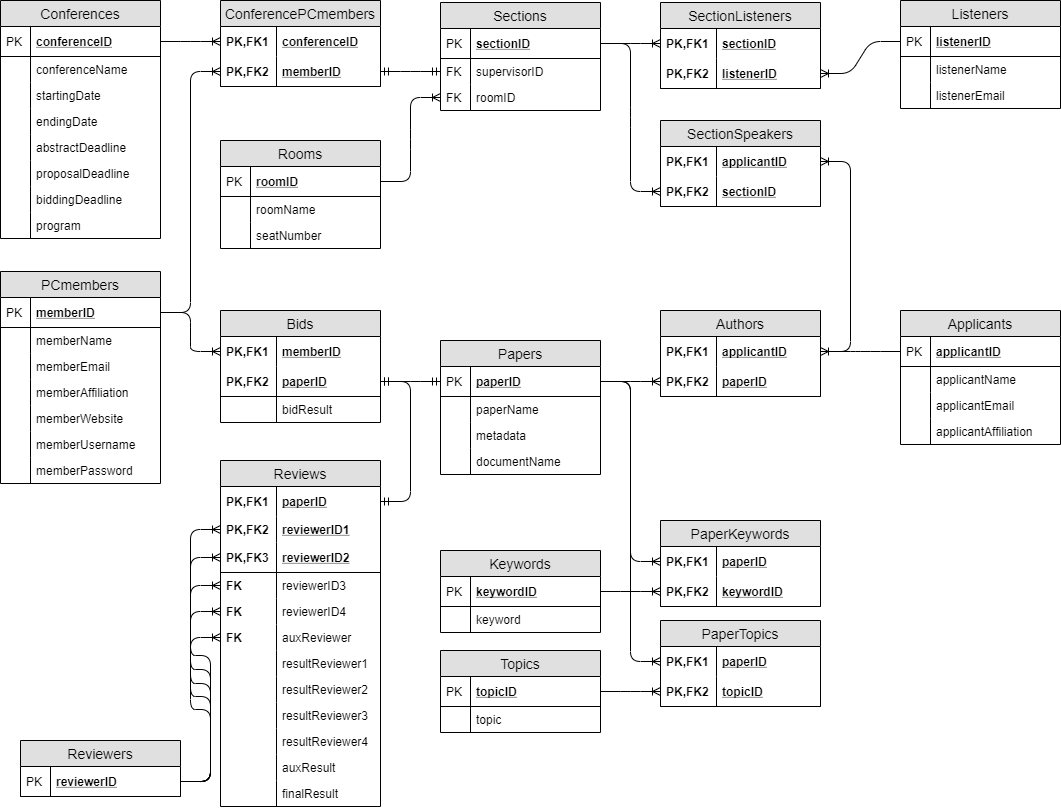 Conferences
PK conferenceID
conferenceName
startingDate
endingDate
abstractDeadline
proposalDeadline
biddingDeadline
program
ConferencePCmembers
PK,FK1 conferenceID
PK,FK2 memberID
Sections
PK sectionID
FK supervisorID
FK roomID
SectionListeners
PK,FK1 sectionID
PK,FK2 listenerID
Listeners
PK listenerID
listenerName
listenerEmail
Rooms
PK roomID
roomName
seatNumber
SectionSpeakers
PK,FK1 applicantID
PK,FK2 sectionID
PCmembers
PK memberID
memberName
memberEmail
memberAffiliation
memberWebsite
memberUsername
memberPassword
Bids
PK,FK1 memberID
PK,FK2 paperID
bidResult
Papers
PK paperID
paperName
metadata
documentName
Authors
PK,FK1 applicantID
PK,FK2 paperID
Applicants
PK applicantID
applicantName
applicantEmail
applicantAffiliation
Reviews
PK,FK1 paperID
PK,FK2 reviewerID1
PK,FK3 reviewerID2
FK reviewerID3
FK reviewerID4
FK auxReviewer
resultReviewer1
resultReviewer2
resultReviewer3
resultReviewer4
auxResult
finalResult
Keywords
PK keywordID
keyword
PaperKeywords
PK,FK1 paperID
PK,FK2 keywordID
Topics
PK topicID
topic
PaperTopics
PK,FK1 paperID
PK,FK2 topicID
Reviewers
PK reviewerID